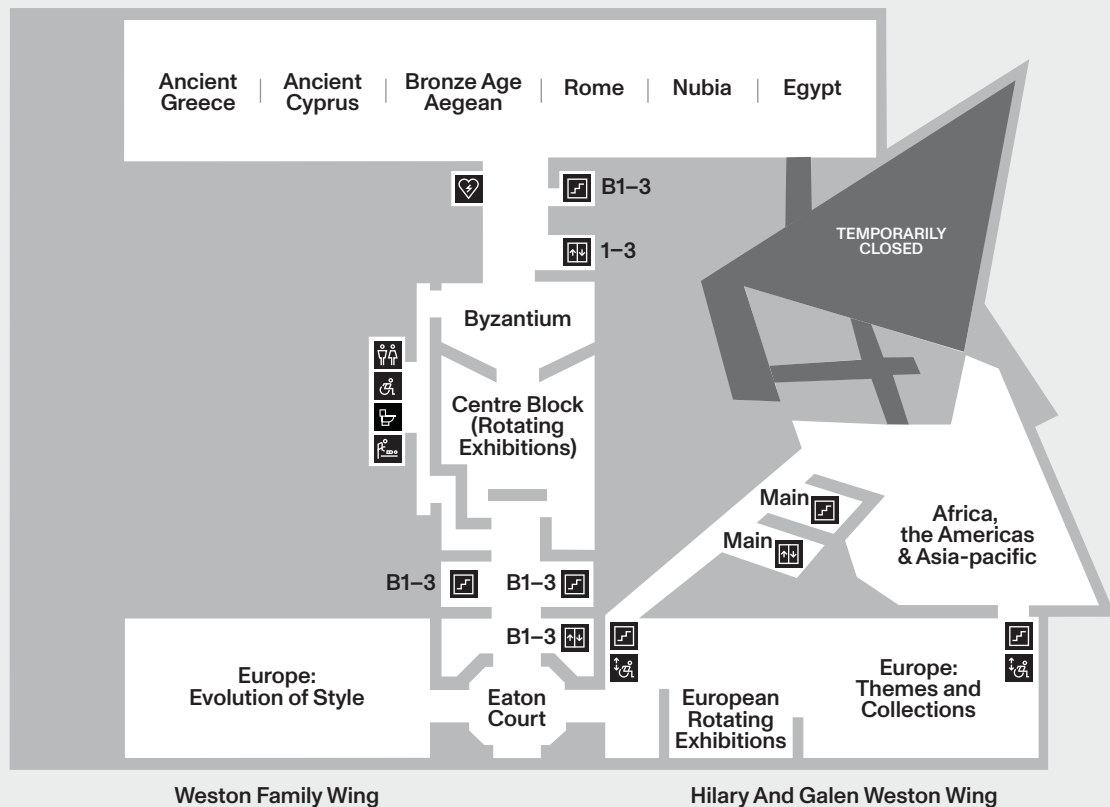 Ancient
Greece
Ancient
Cyprus
Bronze Age
Aegean
Rome
Nubia
Egypt
B1–3
1–3
TEMPORARILY
CLOSED
Byzantium
Centre Block
(Rotating
Exhibitions)
Main
Main
Africa,
the Americas
& Asia-pacific
B1–3
B1–3
B1–3
Europe:
Evolution of Style
Eaton
Court
European
Rotating
Exhibitions
Europe:
Themes and
Collections
Weston Family Wing
Hilary And Galen Weston Wing